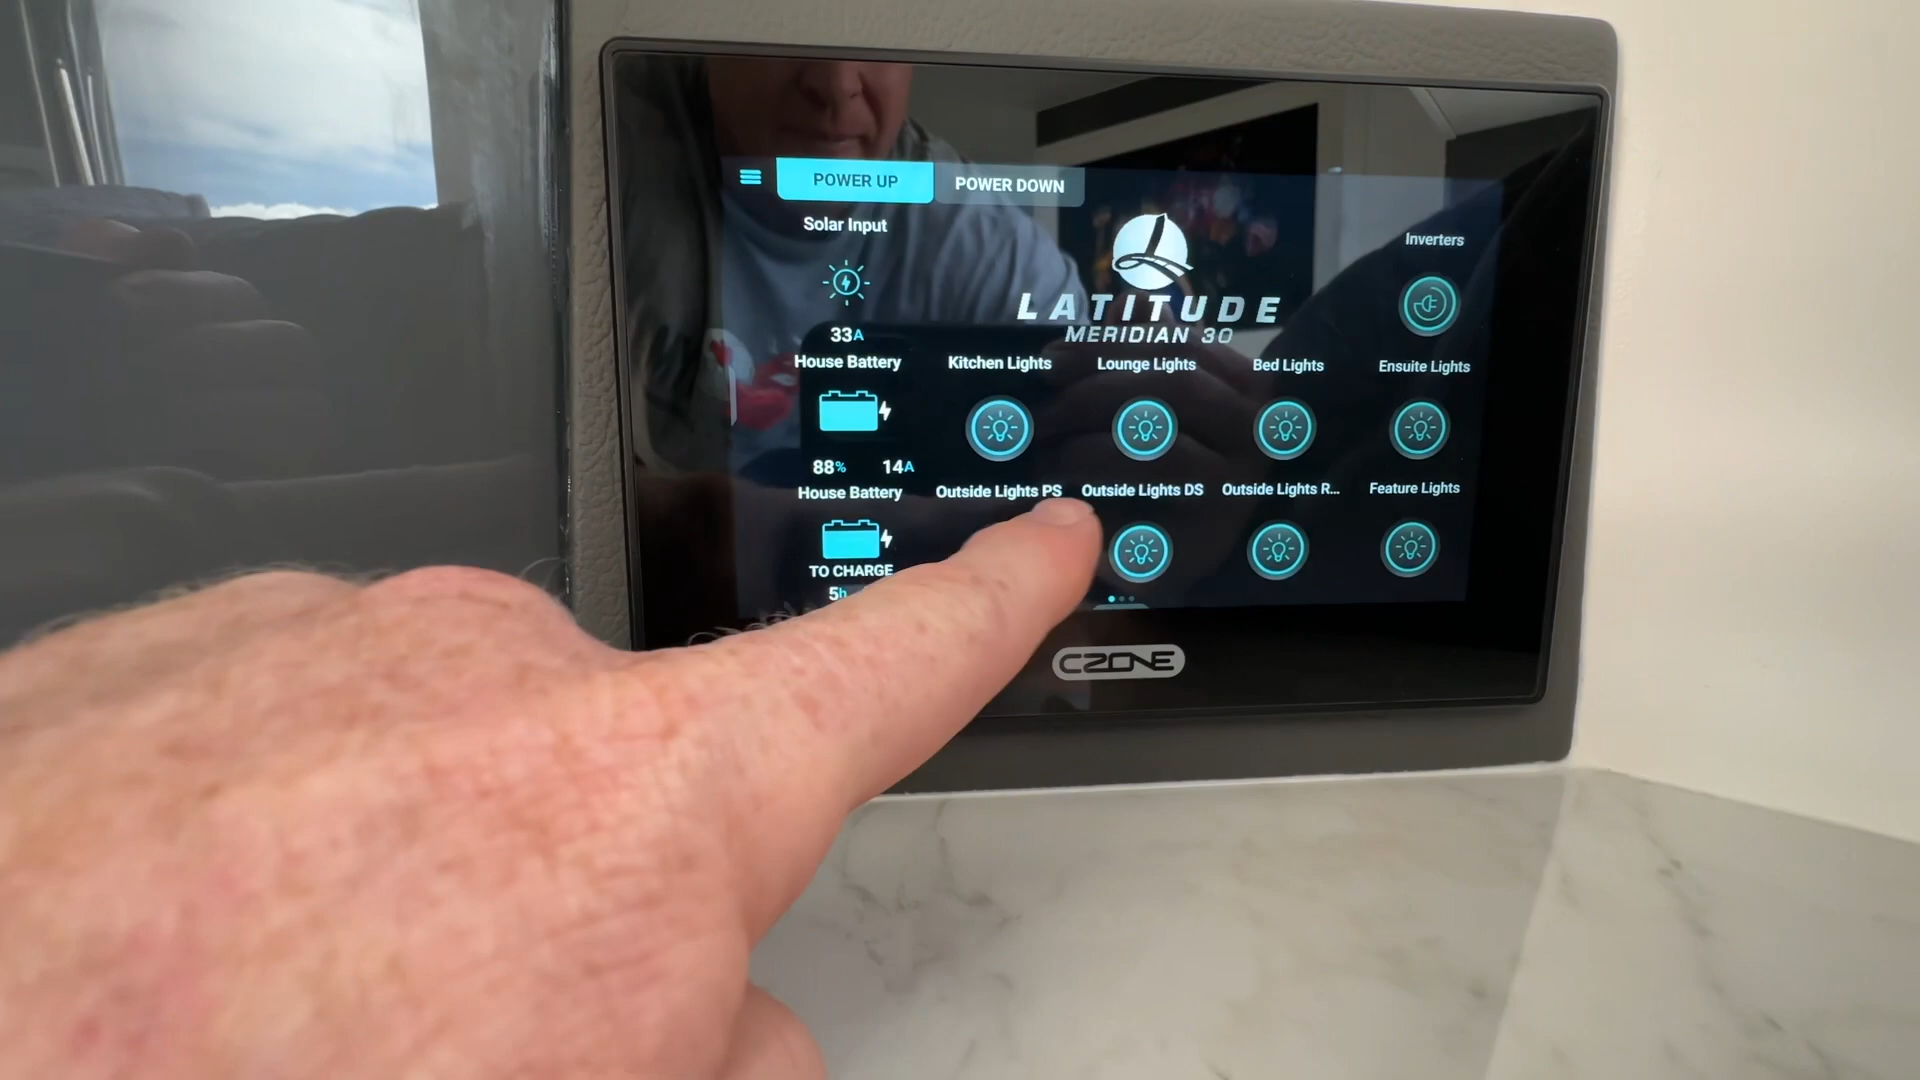 POWER UP
POWER DOWN
Solar Input
33A
LATITUDE
MERIDIAN 30
Inverters
House Battery
88% 14A
Kitchen Lights
Lounge Lights
Bed Lights
Ensuite Lights
House Battery
TO CHARGE
5h
Outside Lights PS
Outside Lights DS
Outside Lights R...
Feature Lights
CZONE